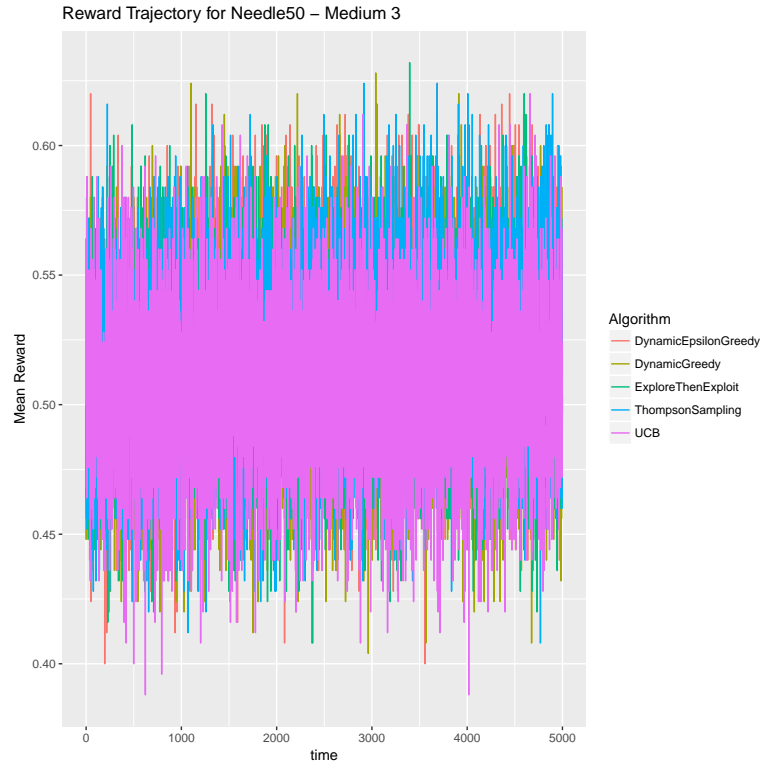 Reward Trajectory for Needle50 − Medium 3
0.60
0.55
0.50
0.45
0.40
Mean Reward
0
1000
2000
3000
4000
5000
time
Algorithm
DynamicEpsilonGreedy
DynamicGreedy
ExploreThenExploit
ThompsonSampling
UCB